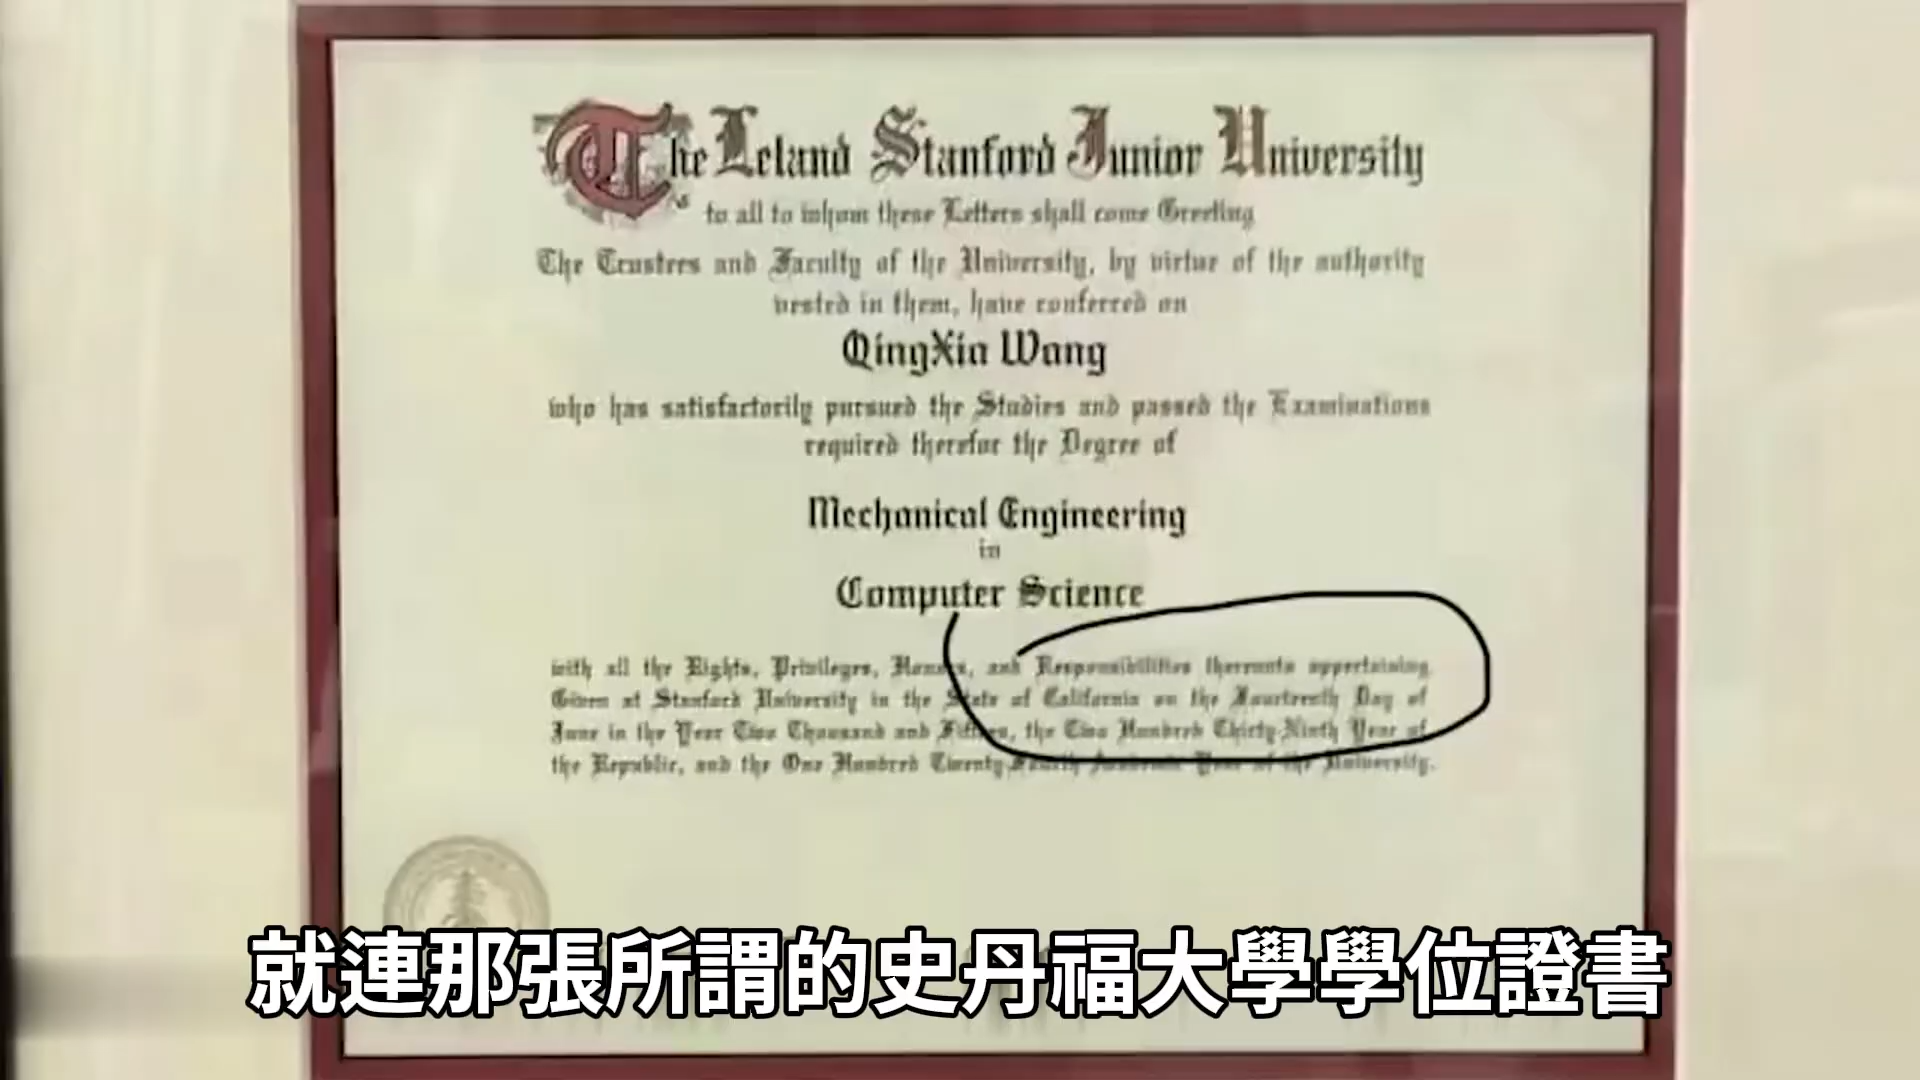 The Leland Stanford Junior University
to all to whom these Letters shall come Greeting
The Trustees and Faculty of the University, by virtue of the authority
vested in them, have conferred on
QingXia Wang
who has satisfactorily pursued the Studies and passed the Examinations
required therefor the Degree of
Mechanical Engineering
in
Computer Science
with all the Rights, Privileges, Honors, and Responsibilities thereunto appertaining.
Given at Stanford University in the State of California on the Fourteenth Day of
June in the Year Two Thousand and Fifteen, the Two Hundred Thirty-Ninth Year of
the Republic, and the One Hundred Twenty-Fourth Academic Year of the University.
就連那張所謂的史丹福大學學位證書